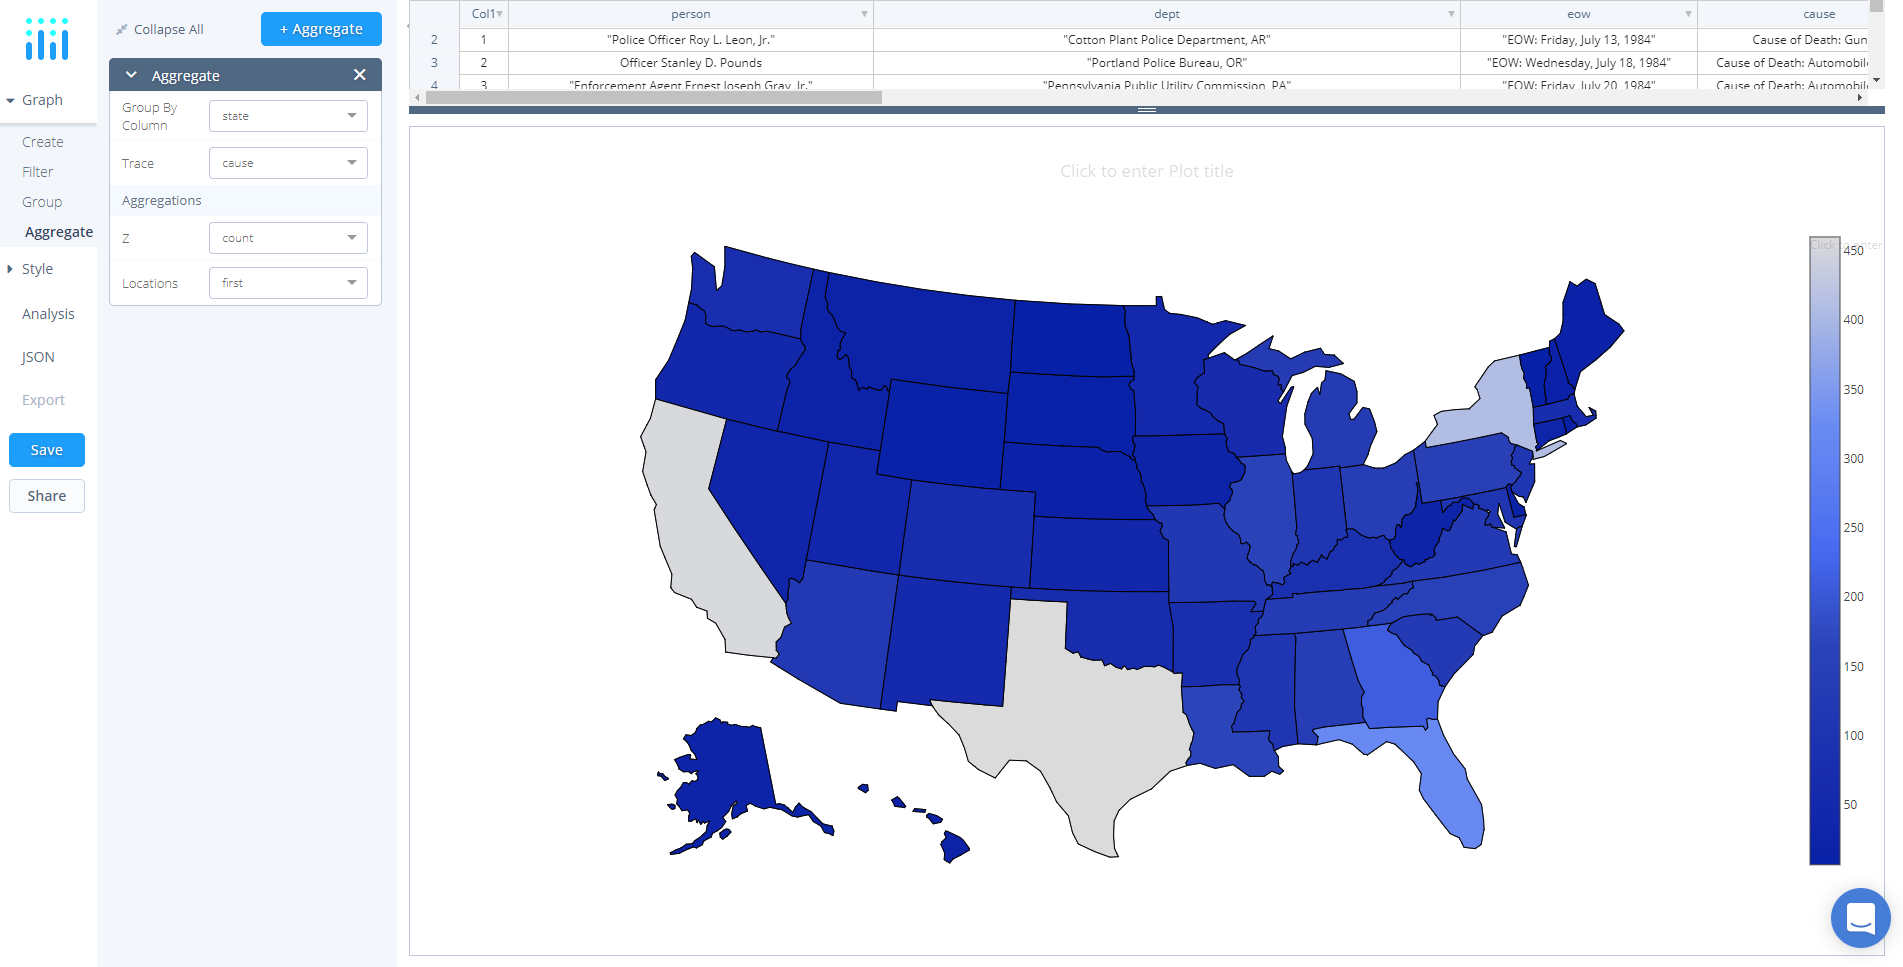 Collapse All
+ Aggregate
Aggregate
Group By
Column
state
Trace
cause
Aggregations
Z
count
Locations
first
Graph
Create
Filter
Group
Aggregate
Style
Analysis
JSON
Export
Save
Share
Col1 person dept eow cause
2 1 "Police Officer Roy L. Leon, Jr." "Cotton Plant Police Department, AR" "EOW: Friday, July 13, 1984" Cause of Death: Gun
3 2 Officer Stanley D. Pounds "Portland Police Bureau, OR" "EOW: Wednesday, July 18, 1984" Cause of Death: Automobile
4 3 "Enforcement Agent Ernest Joseph Gray, Jr." "Pennsylvania Public Utility Commission, PA" "EOW: Friday, July 20, 1984" Cause of Death: Automobile
Click to enter Plot title
Click to enter
450
400
350
300
250
200
150
100
50